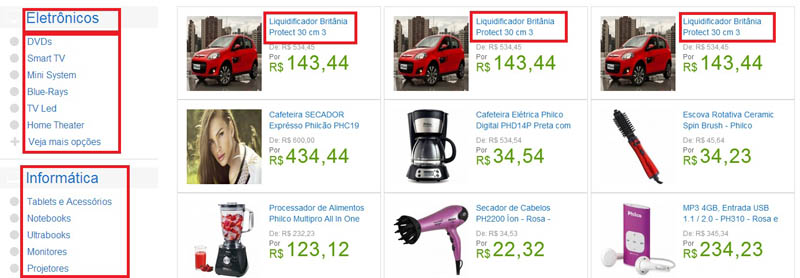 Eletrônicos
DVDs
Smart TV
Mini System
Blue-Rays
TV Led
Home Theater
Veja mais opções
Informática
Tablets e Acessórios
Notebooks
Ultrabooks
Monitores
Projetores
Liquidificador Britânia
Protect 30 cm 3
De: R$ 534,45
Por
R$ 143,44
Liquidificador Britânia
Protect 30 cm 3
De: R$ 534,45
Por
R$ 143,44
Liquidificador Britânia
Protect 30 cm 3
De: R$ 534,45
Por
R$ 143,44
Cafeteira SECADOR
Exprésso Philcão PHC19
De: R$ 600,00
Por
R$ 434,44
Cafeteira Elétrica Philco
Digital PHD14P Preta com
De: R$ 534,54
Por
R$ 34,54
Escova Rotativa Ceramic
Spin Brush - Philco
De: R$ 45,64
Por
R$ 34,23
Processador de Alimentos
Philco Multipro All In One
De: R$ 232,23
Por
R$ 123,12
Secador de Cabelos
PH2200 Íon - Rosa -
De: R$ 34,53
Por
R$ 22,32
Philco
MP3 4GB, Entrada USB
1.1 / 2.0 - PH310 - Rosa e
De: R$ 345,34
Por
R$ 234,23